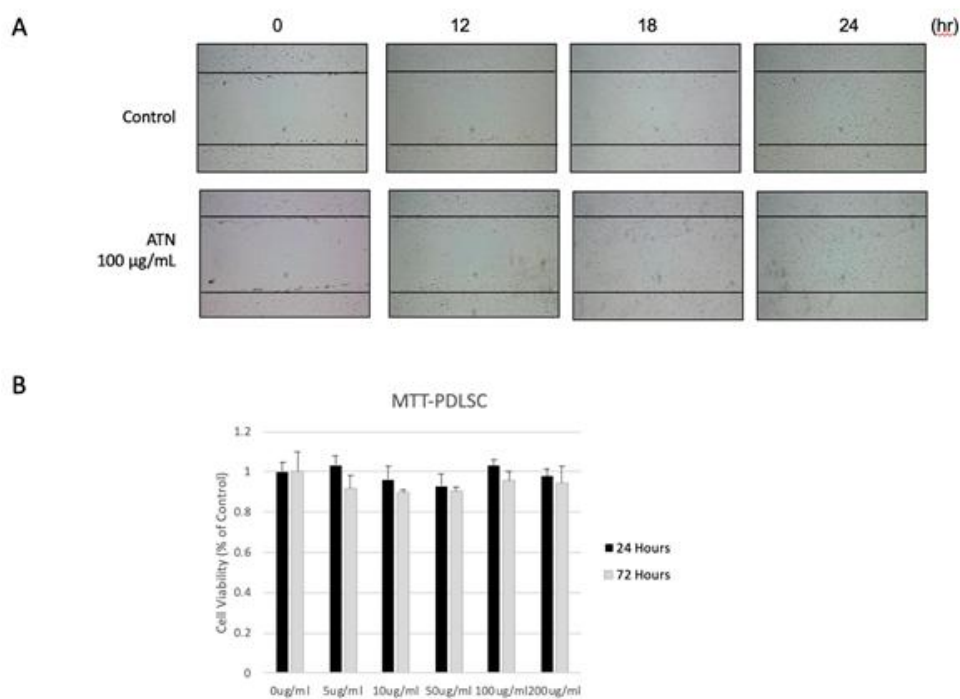 A
0 12 18 24 (hr)
Control
ATN
100 µg/mL
B
MTT-PDLSC
Cell Viability (% of Control)
1.2
1
0.8
0.6
0.4
0.2
0
0ug/ml 5ug/ml 10ug/ml 50ug/ml 100ug/ml 200ug/ml
24 Hours
72 Hours